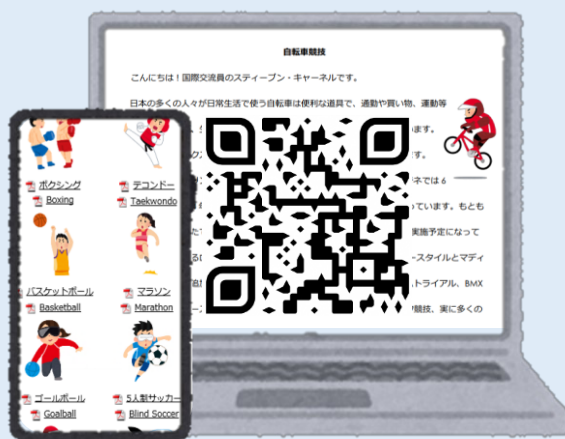 自転車競技
こんにちは！国際交流員のスティーブン・キャーネルです。
日本の多くの人々が日常生活で使う自転車は便利な道具で、通勤や買い物、運動等
います。
す。
ネでは 6
っています。もとも
実施予定になって
ースタイルとマディ
トライアル、BMX
競技、実に多くの
ボクシング
Boxing
テコンドー
Taekwondo
バスケットボール
Basketball
マラソン
Marathon
ゴールボール
Goalball
5人制サッカー
Blind Soccer